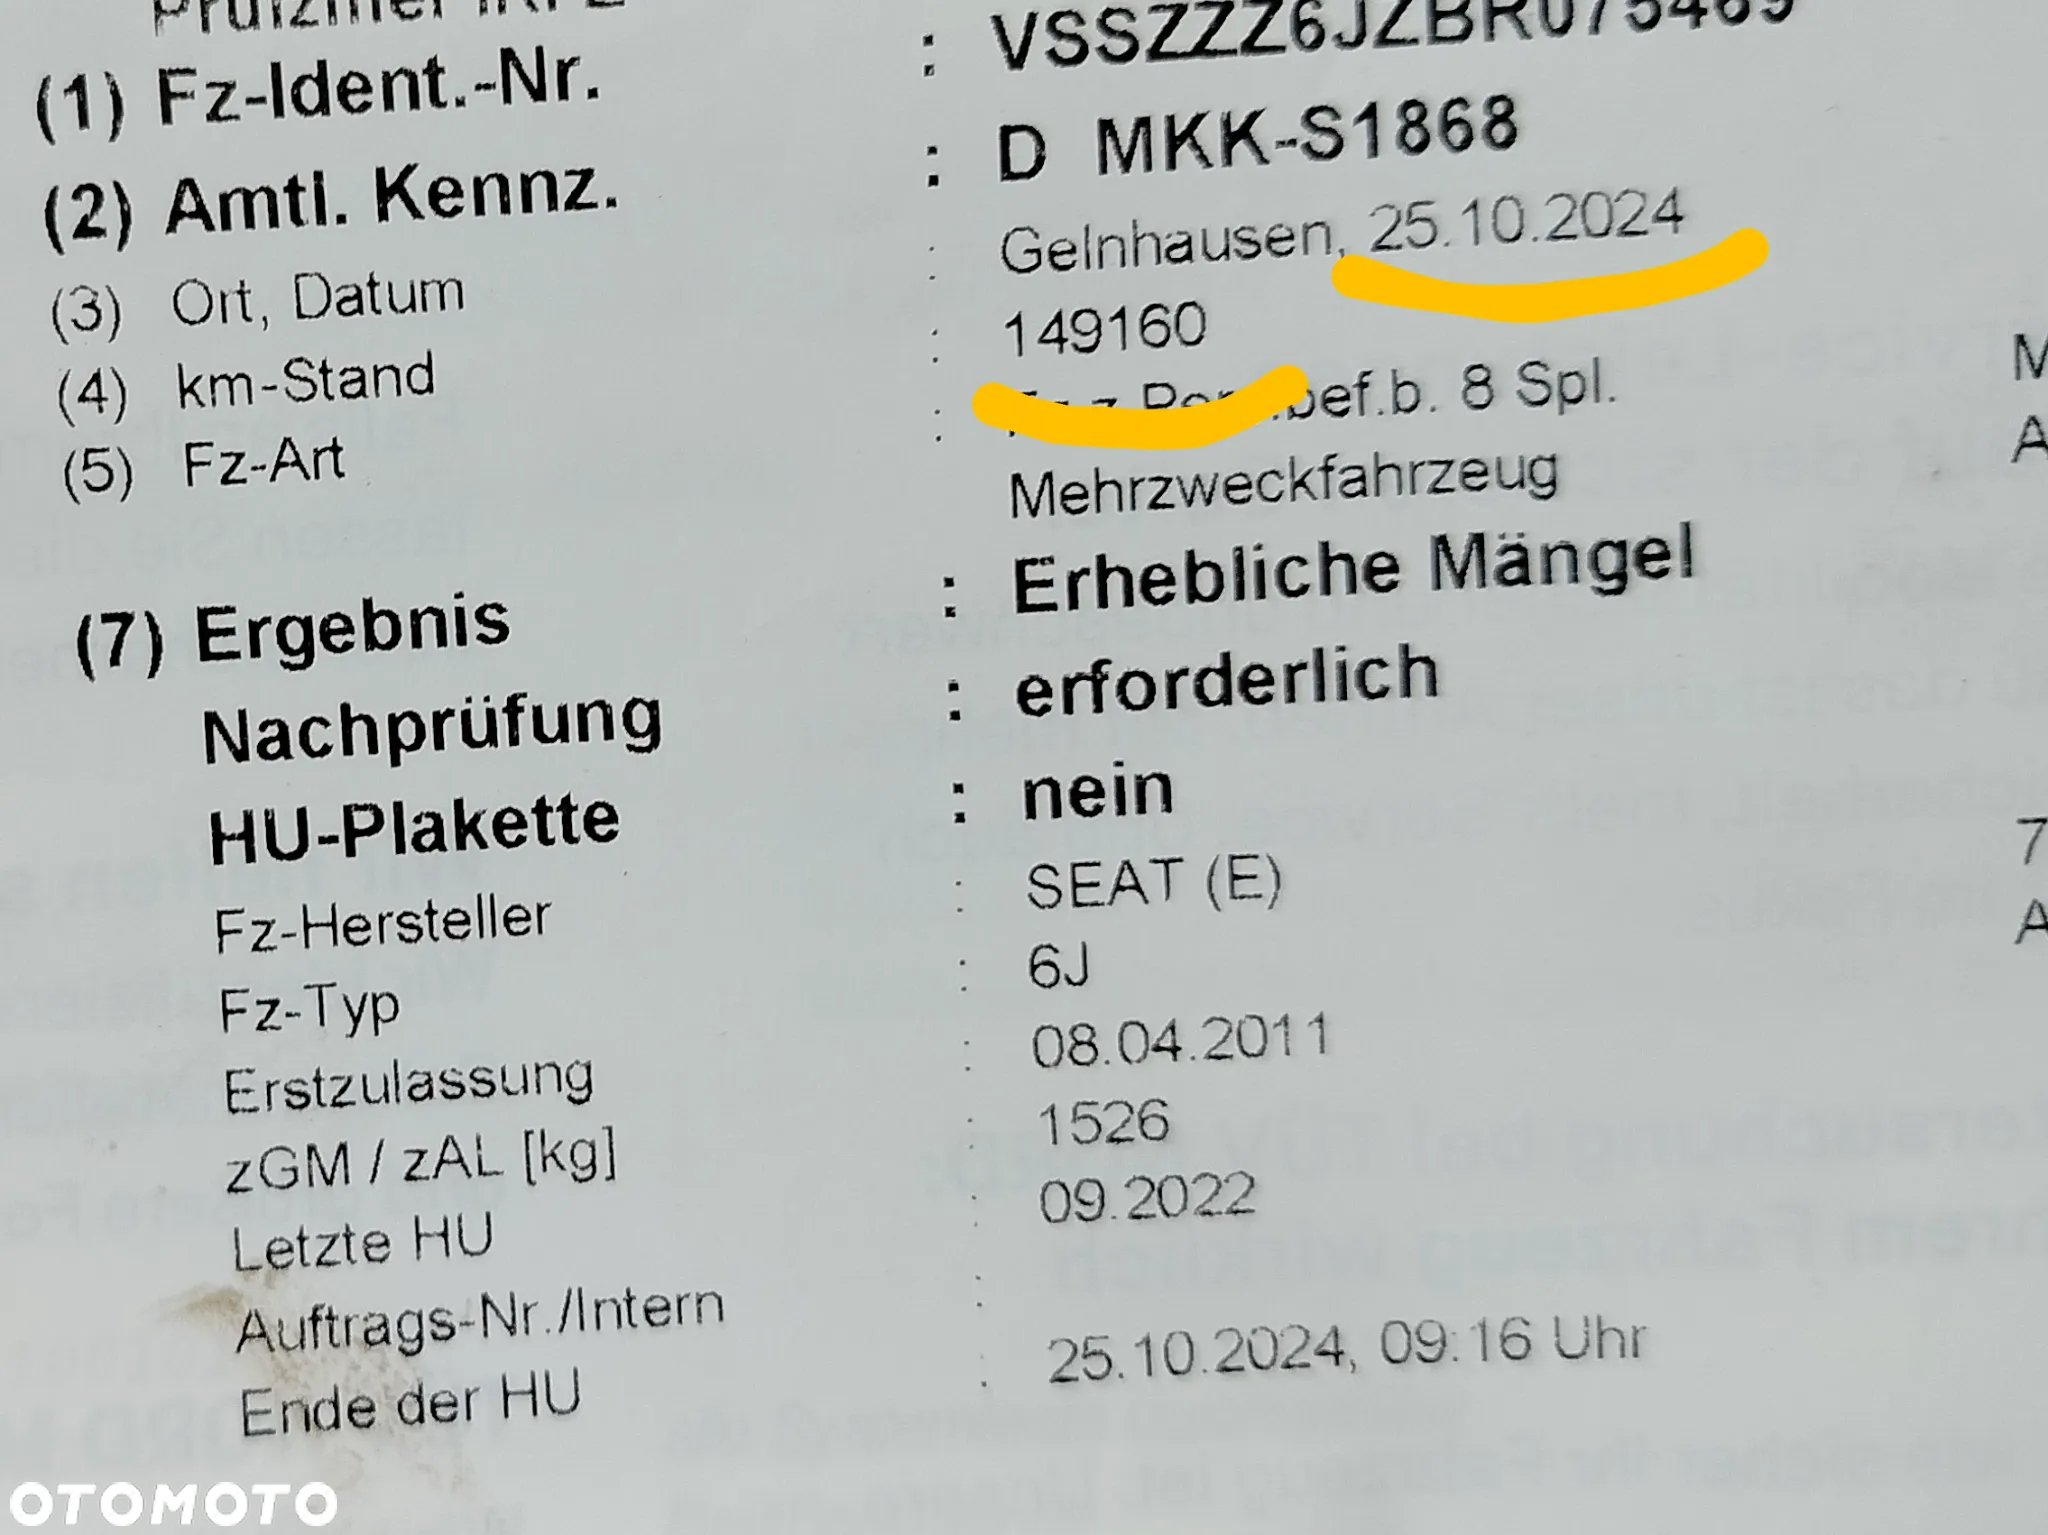 (1) Fz-Ident.-Nr. : VSSZZZ6JZBR075469
(2) Amtl. Kennz. : D MKK-S1868
(3) Ort, Datum : Gelnhausen, 25.10.2024
(4) km-Stand : 149160
(5) Fz-Art : bef.b. 8 Spl.
Mehrzweckfahrzeug
(7) Ergebnis : Erhebliche Mängel
Nachprüfung : erforderlich
HU-Plakette : nein
Fz-Hersteller : SEAT (E)
Fz-Typ : 6J
Erstzulassung : 08.04.2011
zGM / zAL [kg] : 1526
Letzte HU : 09.2022
Auftrags-Nr./Intern :
Ende der HU : 25.10.2024, 09:16 Uhr
OTOMOTO